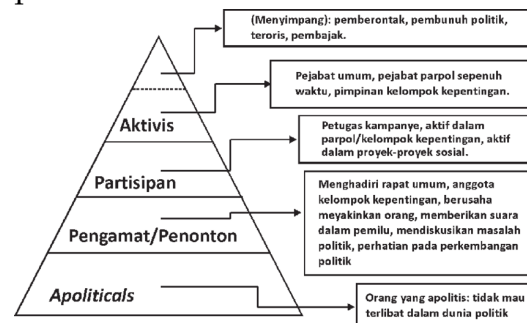 (Menyimpang): pemberontak, pembunuh politik,
teroris, pembajak.
Pejabat umum, pejabat parpol sepenuh
waktu, pimpinan kelompok kepentingan.
Aktivis
Petugas kampanye, aktif dalam
parpol/kelompok kepentingan, aktif
dalam proyek-proyek sosial.
Partisipan
Menghadiri rapat umum, anggota
kelompok kepentingan, berusaha
meyakinkan orang, memberikan suara
dalam pemilu, mendiskusikan masalah
politik, perhatian pada perkembangan
politik
Pengamat/Penonton
Apoliticals
Orang yang apolitis: tidak mau
terlibat dalam dunia politik